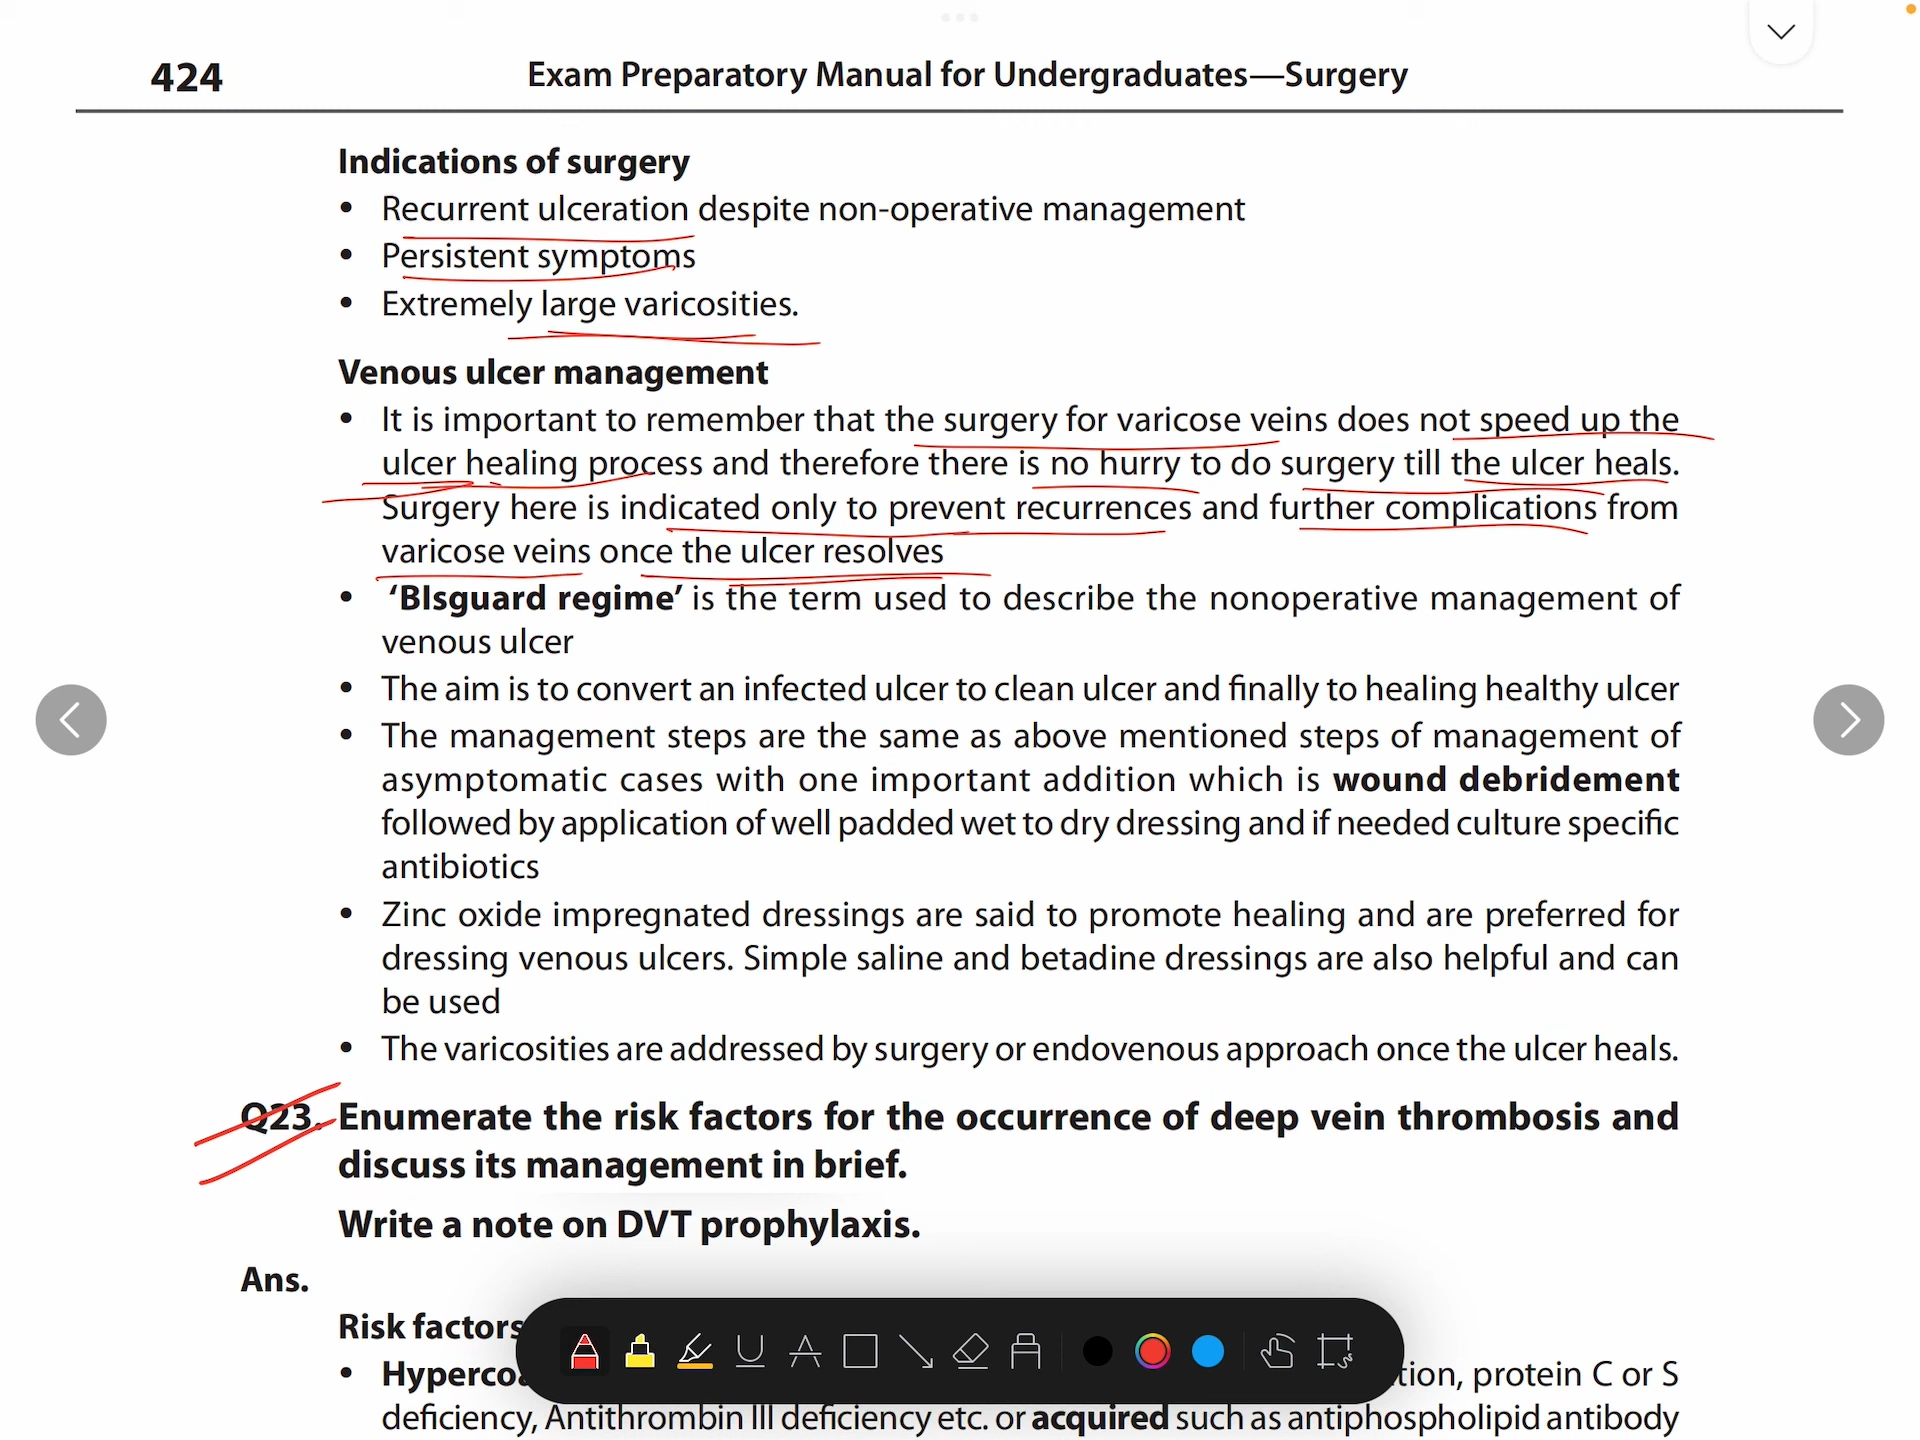 424
Exam Preparatory Manual for Undergraduates—Surgery
Indications of surgery
• Recurrent ulceration despite non-operative management
• Persistent symptoms
• Extremely large varicosities.
Venous ulcer management
• It is important to remember that the surgery for varicose veins does not speed up the
ulcer healing process and therefore there is no hurry to do surgery till the ulcer heals.
Surgery here is indicated only to prevent recurrences and further complications from
varicose veins once the ulcer resolves
• ‘BIsguard regime’ is the term used to describe the nonoperative management of
venous ulcer
• The aim is to convert an infected ulcer to clean ulcer and finally to healing healthy ulcer
• The management steps are the same as above mentioned steps of management of
asymptomatic cases with one important addition which is wound debridement
followed by application of well padded wet to dry dressing and if needed culture specific
antibiotics
• Zinc oxide impregnated dressings are said to promote healing and are preferred for
dressing venous ulcers. Simple saline and betadine dressings are also helpful and can
be used
• The varicosities are addressed by surgery or endovenous approach once the ulcer heals.
Q23. Enumerate the risk factors for the occurrence of deep vein thrombosis and
discuss its management in brief.
Write a note on DVT prophylaxis.
Ans.
Risk factors
• protein C or S
deficiency, Antithrombin III deficiency etc. or acquired such as antiphospholipid antibody